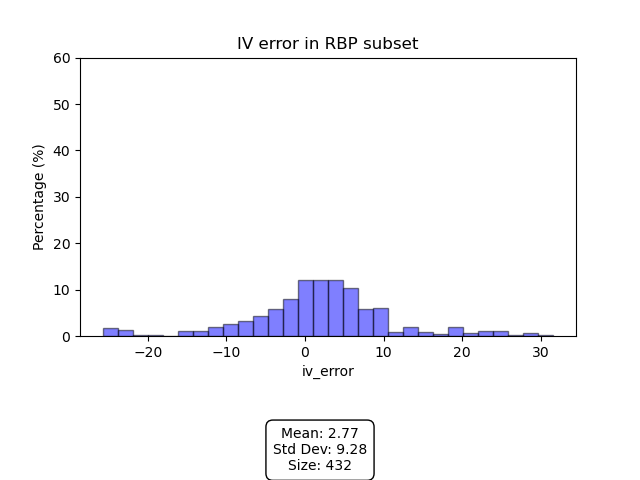 IV error in RBP subset
60
50
40
30
20
10
0
Percentage (%)
−20
−10
0
10
20
30
iv_error
Mean: 2.77
Std Dev: 9.28
Size: 432